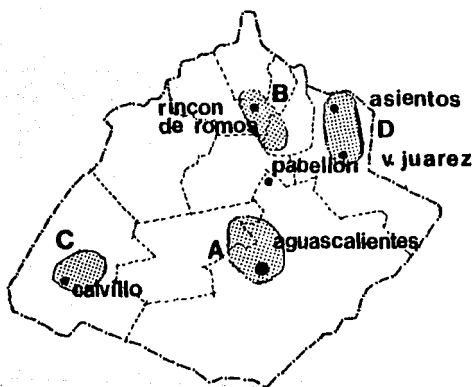 B
asientos
rincon
de romos
D
v. juarez
pabellon
C
A
aguascalientes
calvillo